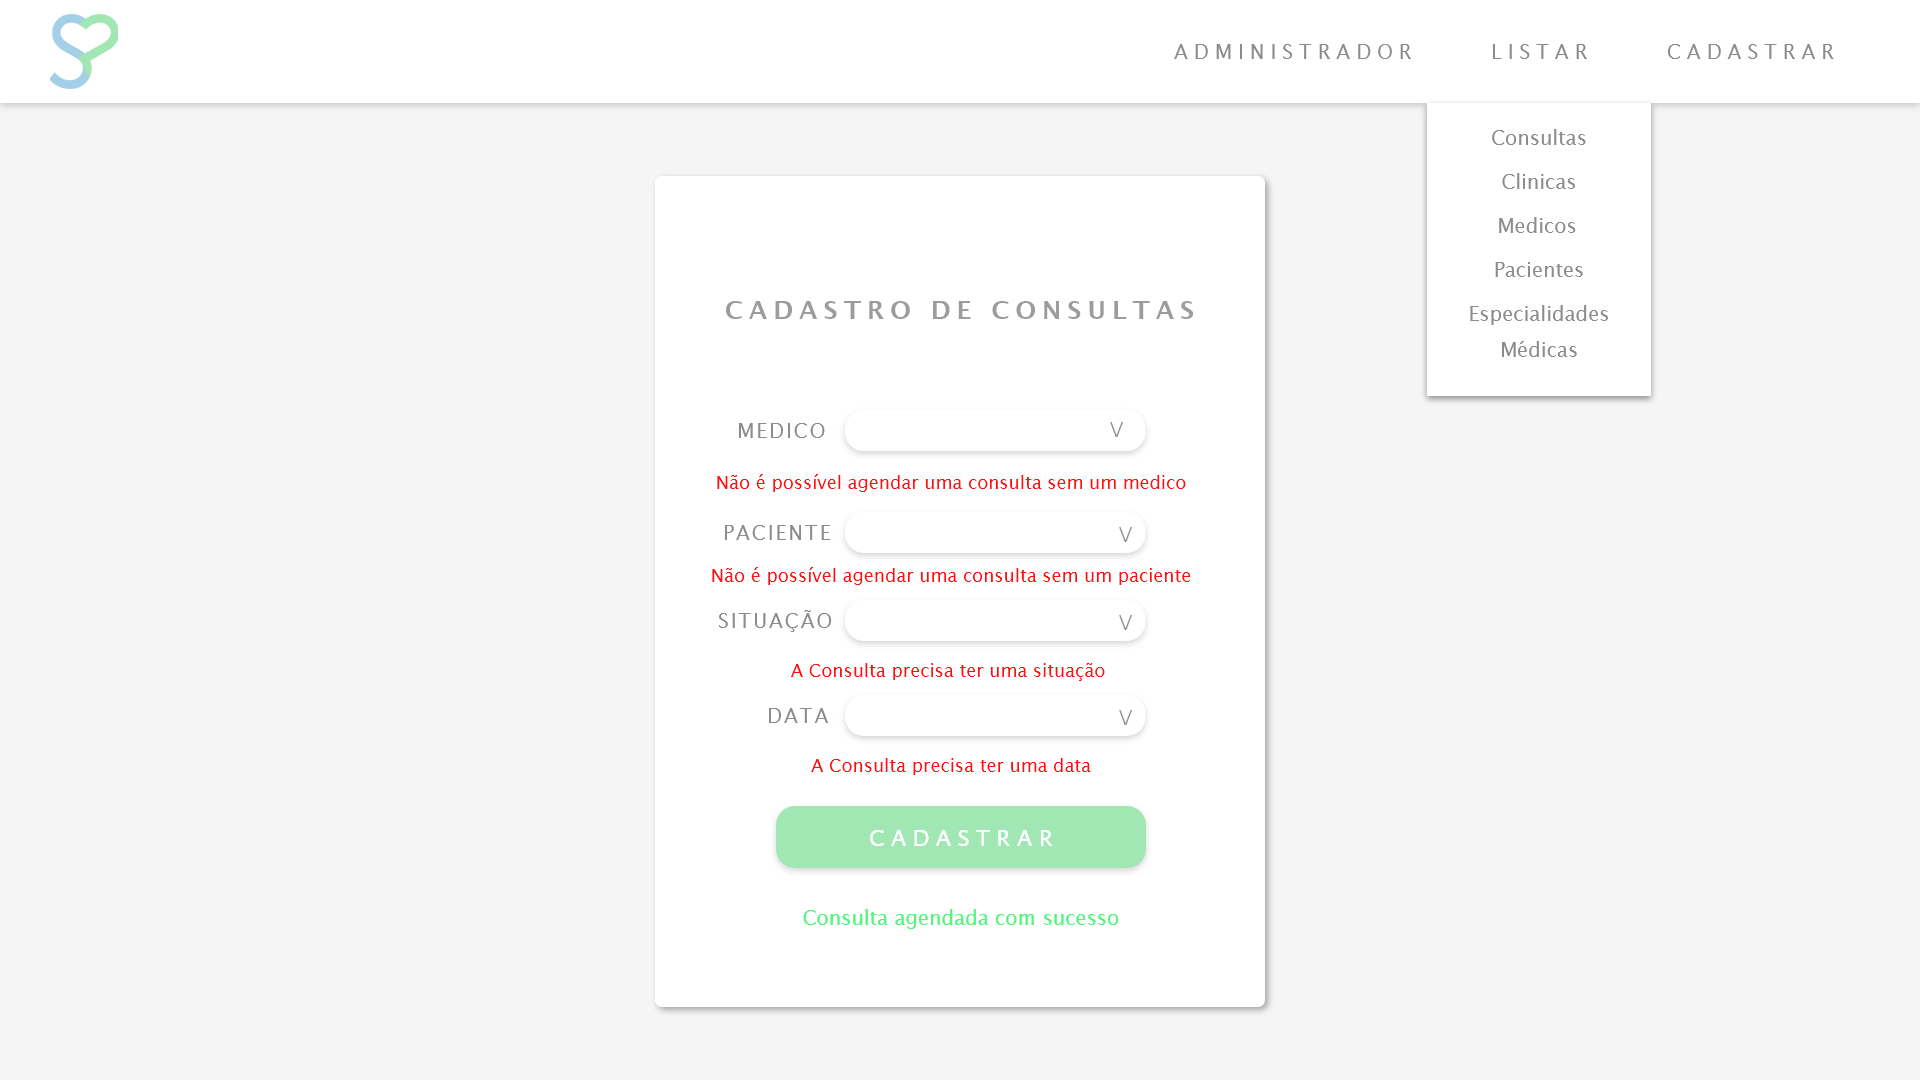 ADMINISTRADOR LISTAR CADASTRAR
Consultas
Clinicas
Medicos
Pacientes
Especialidades
Médicas
CADASTRO DE CONSULTAS
MEDICO V
Não é possível agendar uma consulta sem um medico
PACIENTE V
Não é possível agendar uma consulta sem um paciente
SITUAÇÃO V
A Consulta precisa ter uma situação
DATA V
A Consulta precisa ter uma data
CADASTRAR
Consulta agendada com sucesso